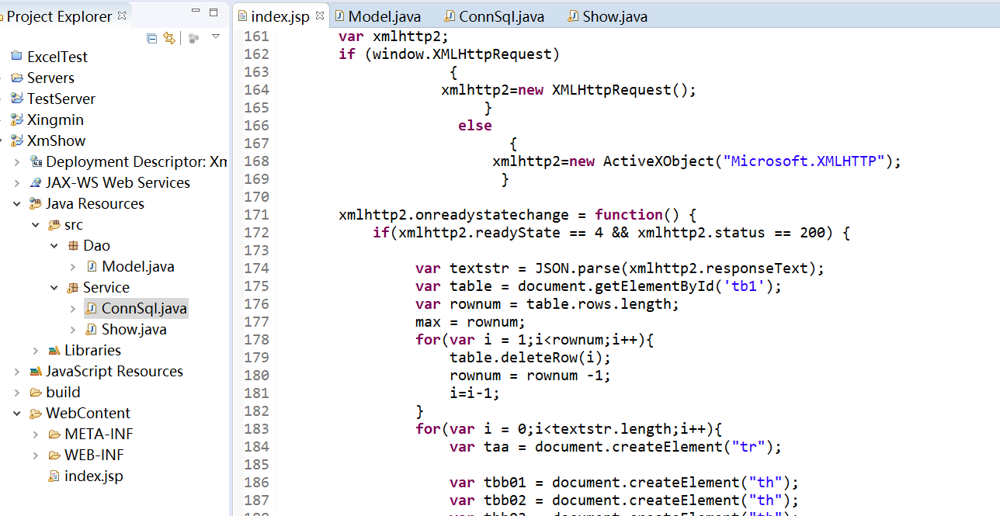 Project Explorer
ExcelTest
Servers
TestServer
Xingmin
XmShow
Deployment Descriptor: Xm
JAX-WS Web Services
Java Resources
src
Dao
Model.java
Service
ConnSql.java
Show.java
Libraries
JavaScript Resources
build
WebContent
META-INF
WEB-INF
index.jsp
index.jsp Model.java ConnSql.java Show.java
161 var xmlhttp2;
162 if (window.XMLHttpRequest)
163 {
164 xmlhttp2=new XMLHttpRequest();
165 }
166 else
167 {
168 xmlhttp2=new ActiveXObject("Microsoft.XMLHTTP");
169 }
170
171 xmlhttp2.onreadystatechange = function() {
172 if(xmlhttp2.readyState == 4 && xmlhttp2.status == 200) {
173
174 var textstr = JSON.parse(xmlhttp2.responseText);
175 var table = document.getElementById('tb1');
176 var rownum = table.rows.length;
177 max = rownum;
178 for(var i = 1;i<rownum;i++){
179 table.deleteRow(i);
180 rownum = rownum -1;
181 i=i-1;
182 }
183 for(var i = 0;i<textstr.length;i++){
184 var taa = document.createElement("tr");
185
186 var tbb01 = document.createElement("th");
187 var tbb02 = document.createElement("th");